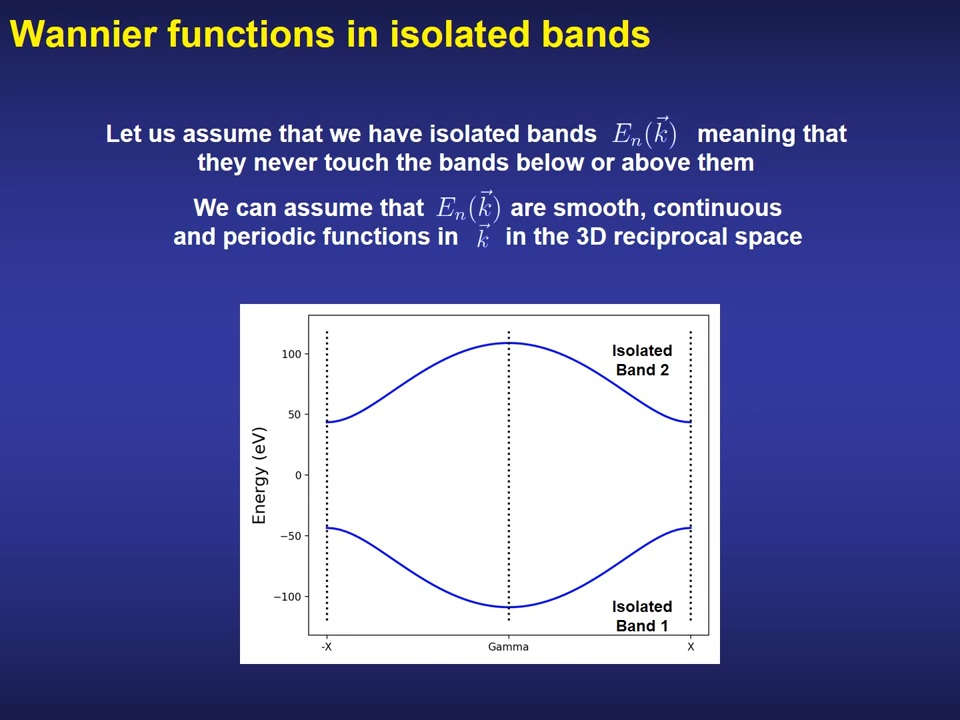 Wannier functions in isolated bands
Let us assume that we have isolated bands $E_n(\vec{k})$ meaning that
they never touch the bands below or above them
We can assume that $E_n(\vec{k})$ are smooth, continuous
and periodic functions in $\vec{k}$ in the 3D reciprocal space
Isolated
Band 2
100
50
0
−50
−100
Energy (eV)
Isolated
Band 1
-X
Gamma
X